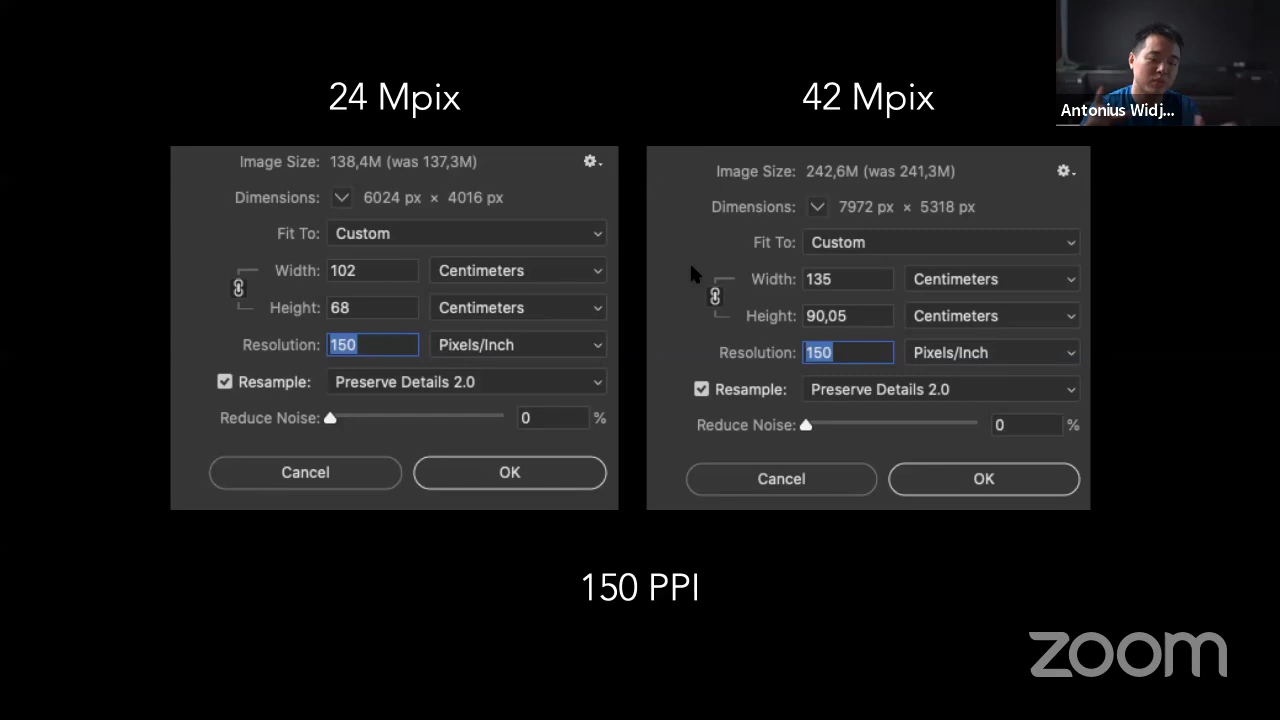 24 Mpix
42 Mpix
Antonius Widj...
Image Size: 138,4M (was 137,3M)
Dimensions: 6024 px × 4016 px
Fit To: Custom
Width: 102 Centimeters
Height: 68 Centimeters
Resolution: 150 Pixels/Inch
Resample: Preserve Details 2.0
Reduce Noise: 0 %
Cancel OK
Image Size: 242,6M (was 241,3M)
Dimensions: 7972 px × 5318 px
Fit To: Custom
Width: 135 Centimeters
Height: 90,05 Centimeters
Resolution: 150 Pixels/Inch
Resample: Preserve Details 2.0
Reduce Noise: 0 %
Cancel OK
150 PPI
zoom